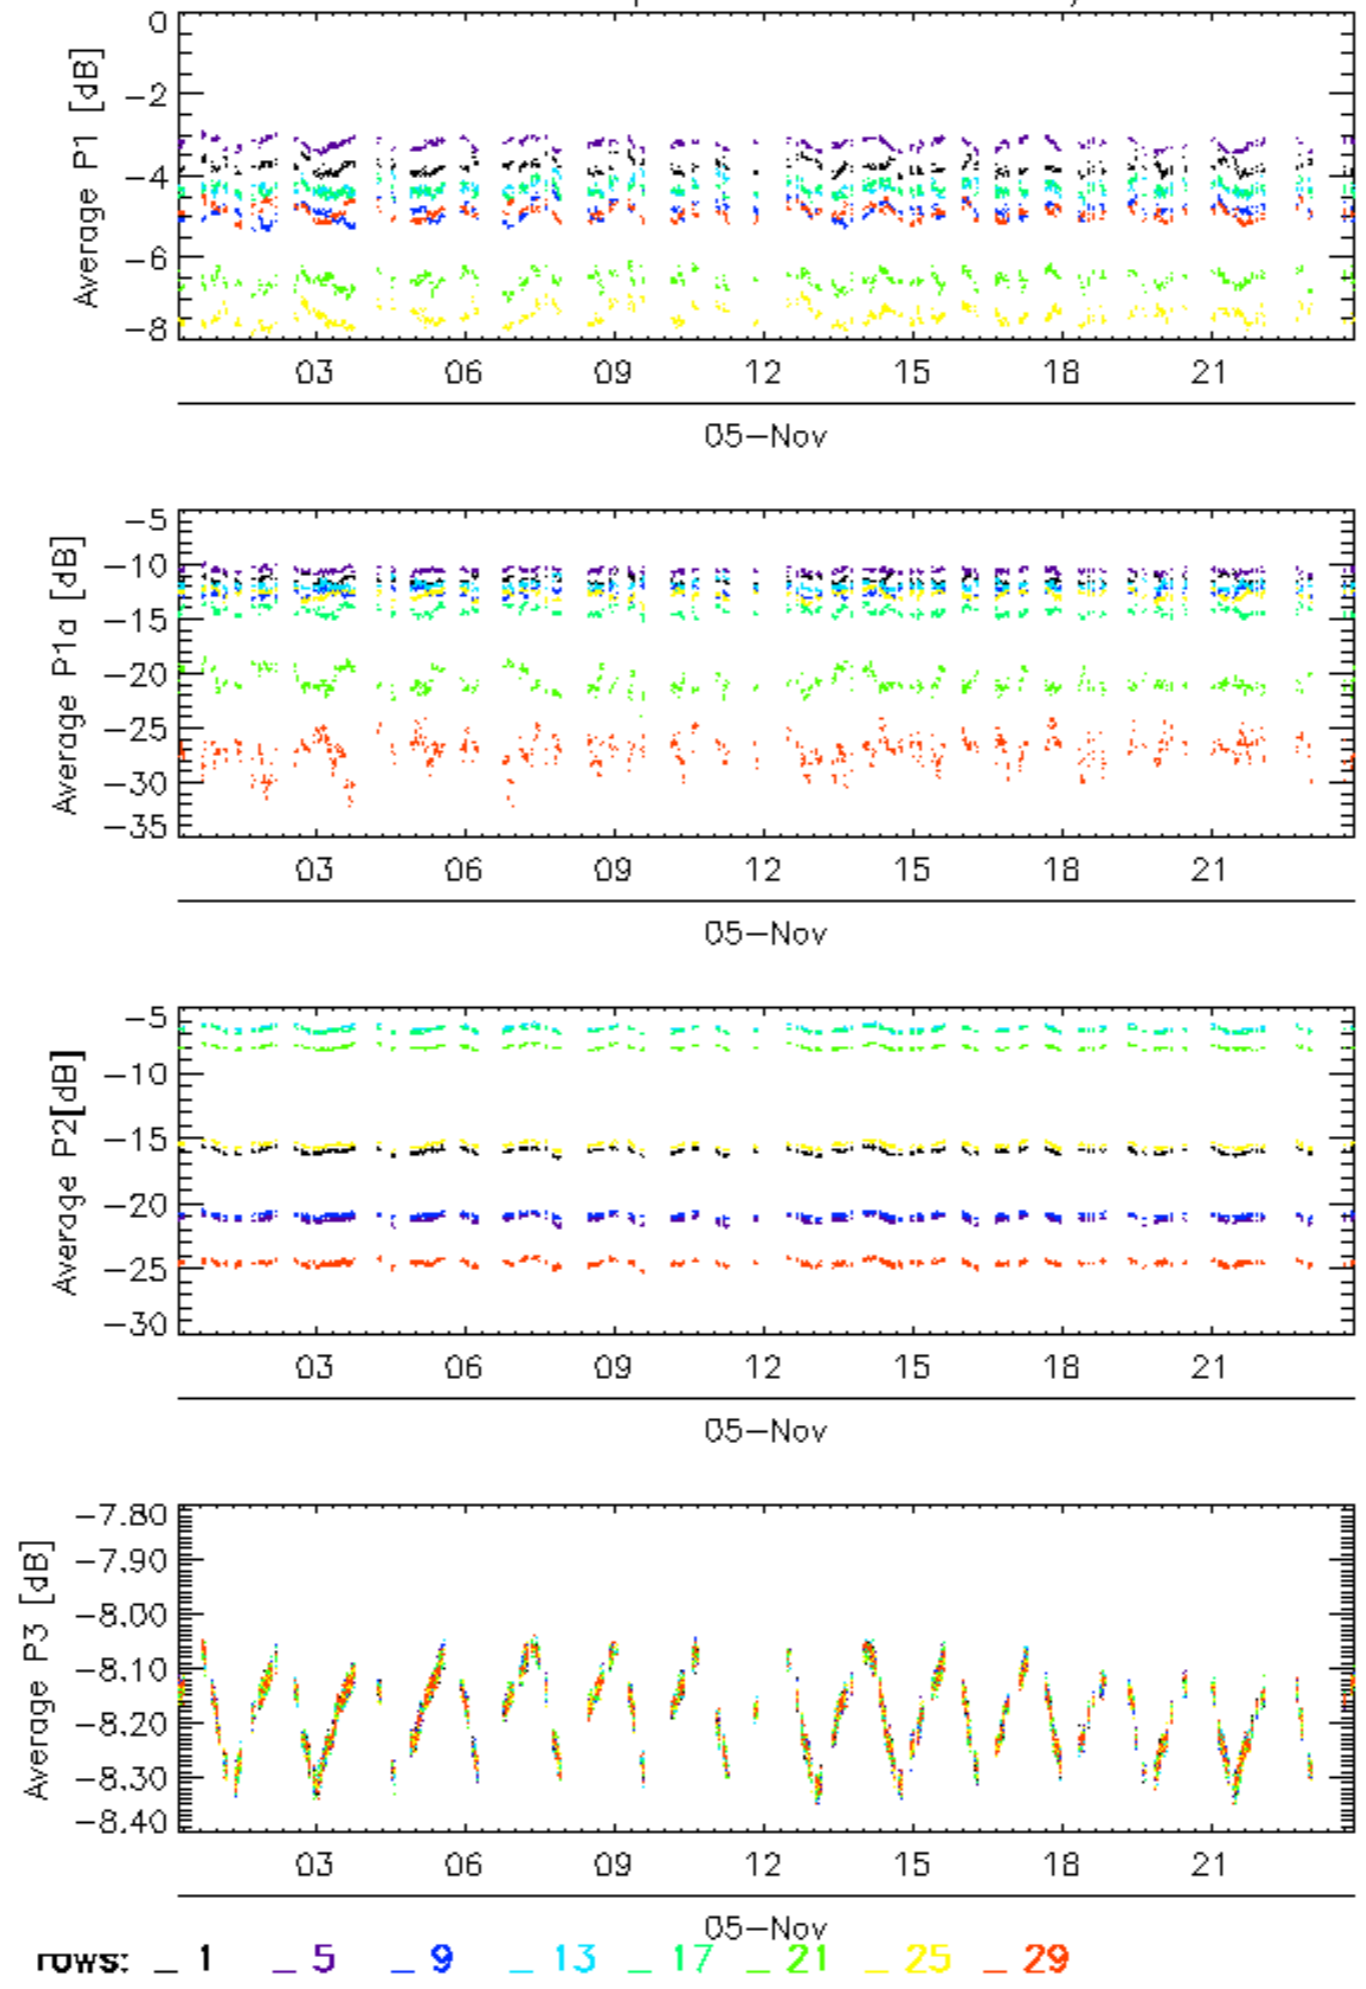 0
-2
-4
-6
-8
Average P1 [dB]
03 06 09 12 15 18 21
05-Nov
-5
-10
-15
-20
-25
-30
-35
Average P1a [dB]
03 06 09 12 15 18 21
05-Nov
-5
-10
-15
-20
-25
-30
Average P2[dB]
03 06 09 12 15 18 21
05-Nov
-7.80
-7.90
-8.00
-8.10
-8.20
-8.30
-8.40
Average P3 [dB]
03 06 09 12 15 18 21
05-Nov
rows: _ 1 _ 5 _ 9 _ 13 _ 17 _ 21 _ 25 _ 29